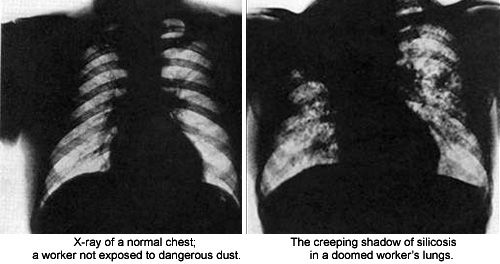 X-ray of a normal chest;
a worker not exposed to dangerous dust.
The creeping shadow of silicosis
in a doomed worker's lungs.